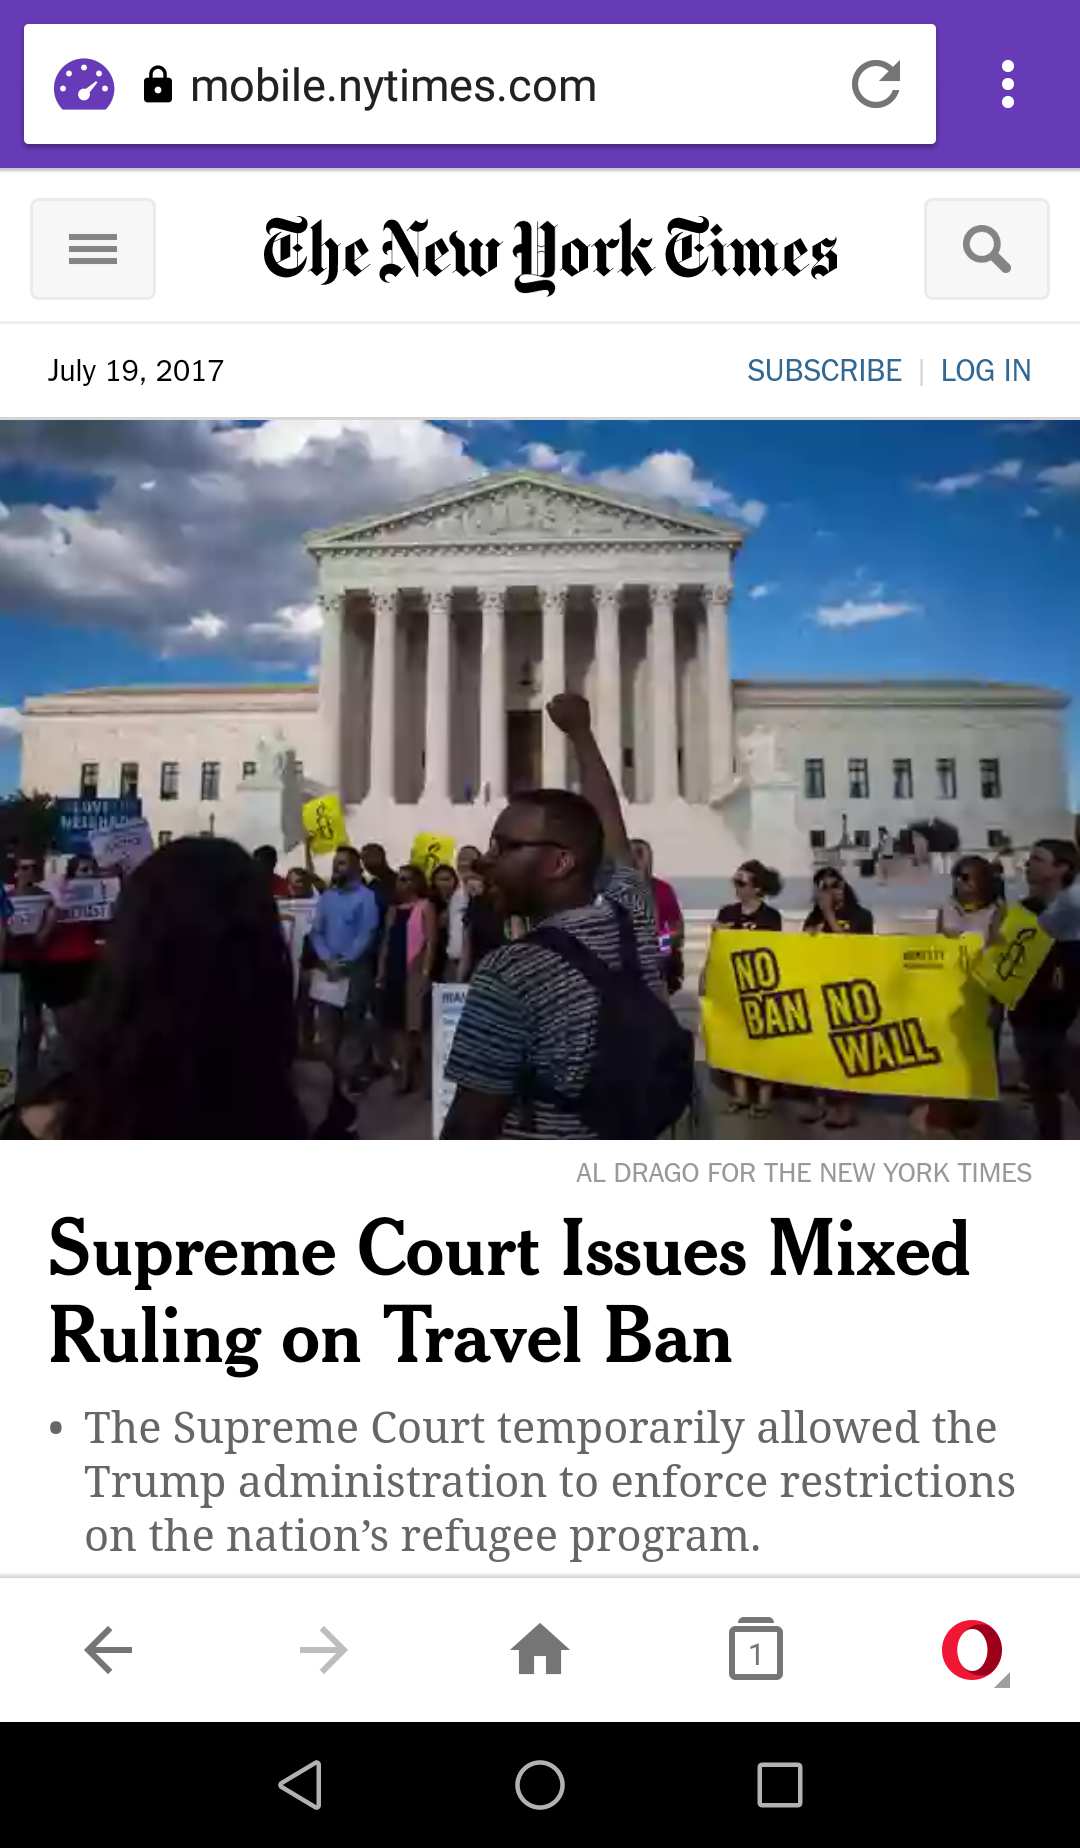 mobile.nytimes.com
The New York Times
July 19, 2017
SUBSCRIBE | LOG IN
NO
BAN NO
WALL
AL DRAGO FOR THE NEW YORK TIMES
Supreme Court Issues Mixed
Ruling on Travel Ban
• The Supreme Court temporarily allowed the
Trump administration to enforce restrictions
on the nation’s refugee program.
1